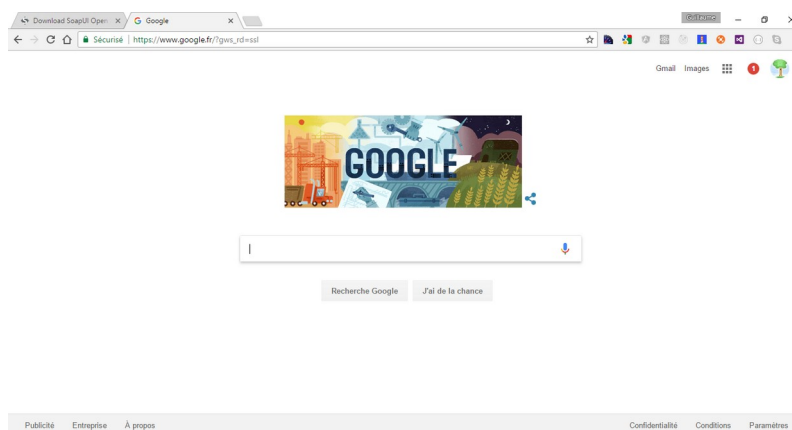 Download SoapUI Open
Google
Guillaume
Sécurisé | https://www.google.fr/?gws_rd=ssl
Gmail Images 1
GOOGLE
Recherche Google J'ai de la chance
Publicité Entreprise À propos Confidentialité Conditions Paramètres